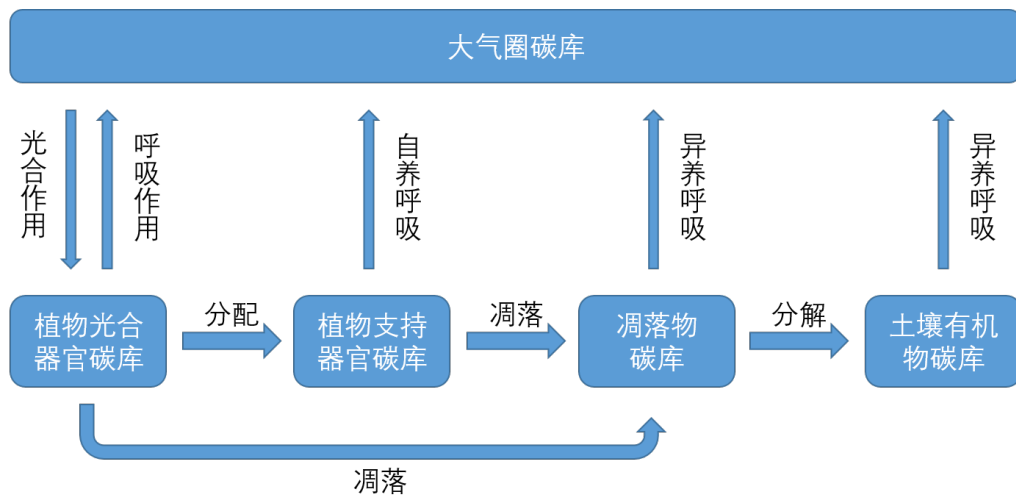 大气圈碳库
光合作用
呼吸作用
自养呼吸
异养呼吸
异养呼吸
植物光合
器官碳库
分配
植物支持
器官碳库
凋落
凋落物
碳库
分解
土壤有机
物碳库
凋落